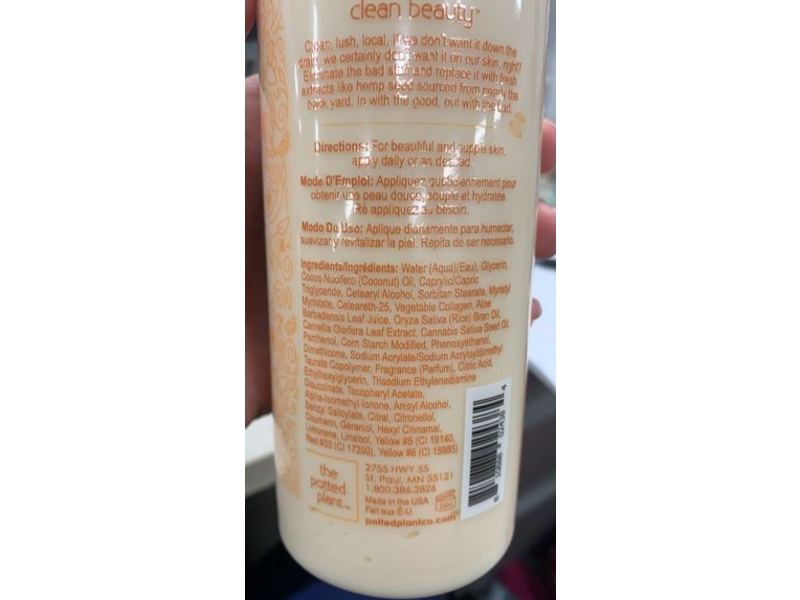 clean beauty™
Clean, lush, local. If we don't want it down the
drain, we certainly don't want it on our skin, right?
Eliminate the bad stuff and replace it with fresh
extracts like hemp seed sourced from nearly the
back yard. In with the good, out with the bad.
Directions: For beautiful and supple skin,
apply daily or as desired.
Mode D'Emploi: Appliquez quotidiennement pour
obtenir une peau douce, souple et hydratée.
Ré appliquez au besoin.
Modo Do Uso: Aplique diariamente para humectar,
suavizar y revitalizar la piel. Repita de ser necesario.
Ingredients/Ingrédients: Water (Aqua)(Eau), Glycerin,
Cocos Nucifera (Coconut) Oil, Caprylic/Capric
Triglyceride, Cetearyl Alcohol, Sorbitan Stearate, Myristyl
Myristate, Ceteareth-25, Vegetable Collagen, Aloe
Barbadensis Leaf Juice, Oryza Sativa (Rice) Bran Oil,
Camellia Oleifera Leaf Extract, Cannabis Sativa Seed Oil,
Panthenol, Corn Starch Modified, Phenoxyethanol,
Dimethicone, Sodium Acrylate/Sodium Acryloyldimethyl
Taurate Copolymer, Fragrance (Parfum), Citric Acid,
Ethylhexylglycerin, Trisodium Ethylenediamine
Disuccinate, Tocopheryl Acetate,
Alpha-isomethyl Ionone, Anisyl Alcohol,
Benzyl Salicylate, Citral, Citronellol,
Coumarin, Geraniol, Hexyl Cinnamal,
Limonene, Linalool, Yellow #5 (CI 19140,
Red #33 (CI 17200), Yellow #6 (CI 15985)
the
potted
plant™
2755 HWY 55
St. Paul, MN 55121
1.800.386.2826
Made in the USA
Fait aux É-U.
pottedplantco.com